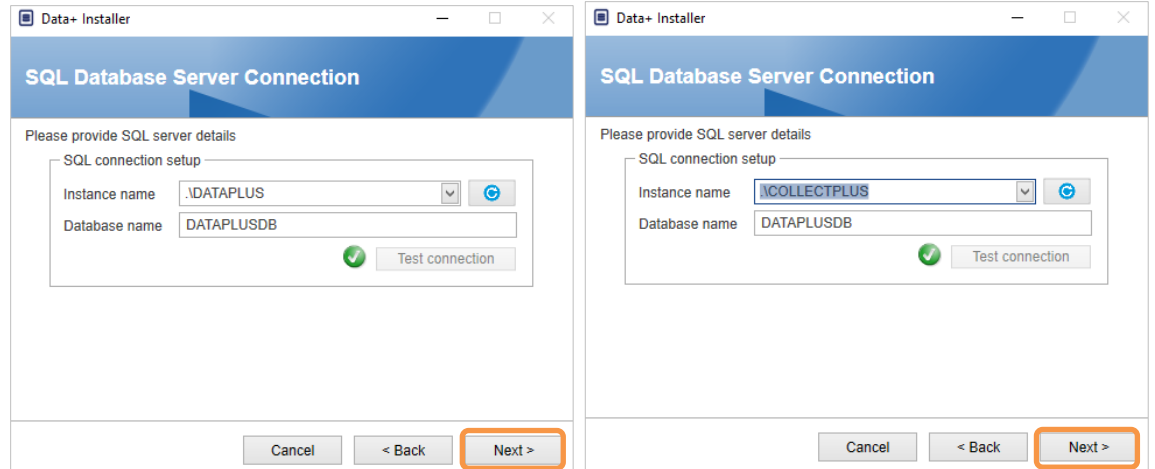 Data+ Installer
SQL Database Server Connection
Please provide SQL server details
SQL connection setup
Instance name .\DATAPLUS
Database name DATAPLUSDB
Test connection
Cancel < Back Next >
Data+ Installer
SQL Database Server Connection
Please provide SQL server details
SQL connection setup
Instance name .\COLLECTPLUS
Database name DATAPLUSDB
Test connection
Cancel < Back Next >